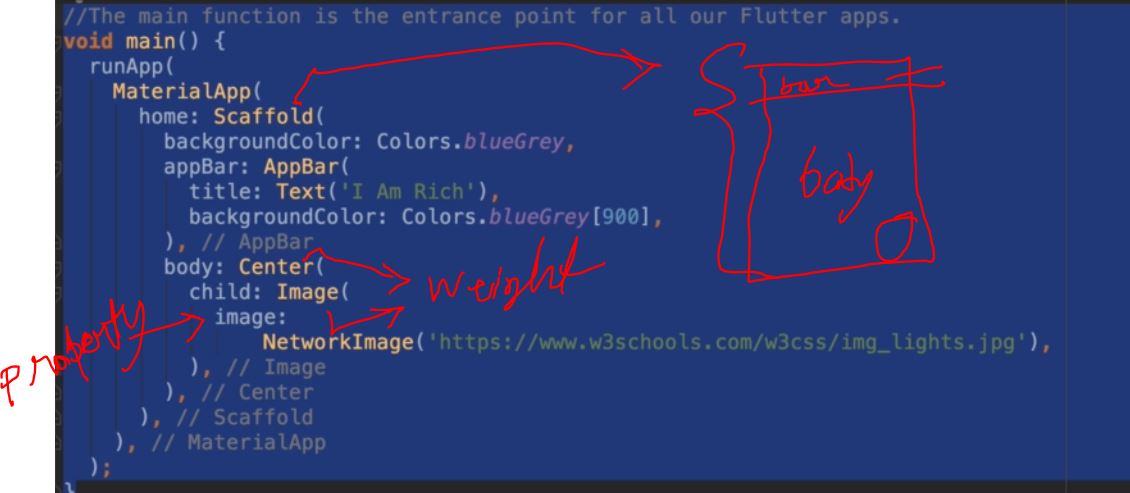 //The main function is the entrance point for all our Flutter apps.
void main() {
runApp(
MaterialApp(
home: Scaffold(
backgroundColor: Colors.blueGrey,
appBar: AppBar(
title: Text('I Am Rich'),
backgroundColor: Colors.blueGrey[900],
), // AppBar
body: Center(
child: Image(
image:
NetworkImage('https://www.w3schools.com/w3css/img_lights.jpg'),
), // Image
), // Center
), // Scaffold
), // MaterialApp
);
}
bar
body
weight
property